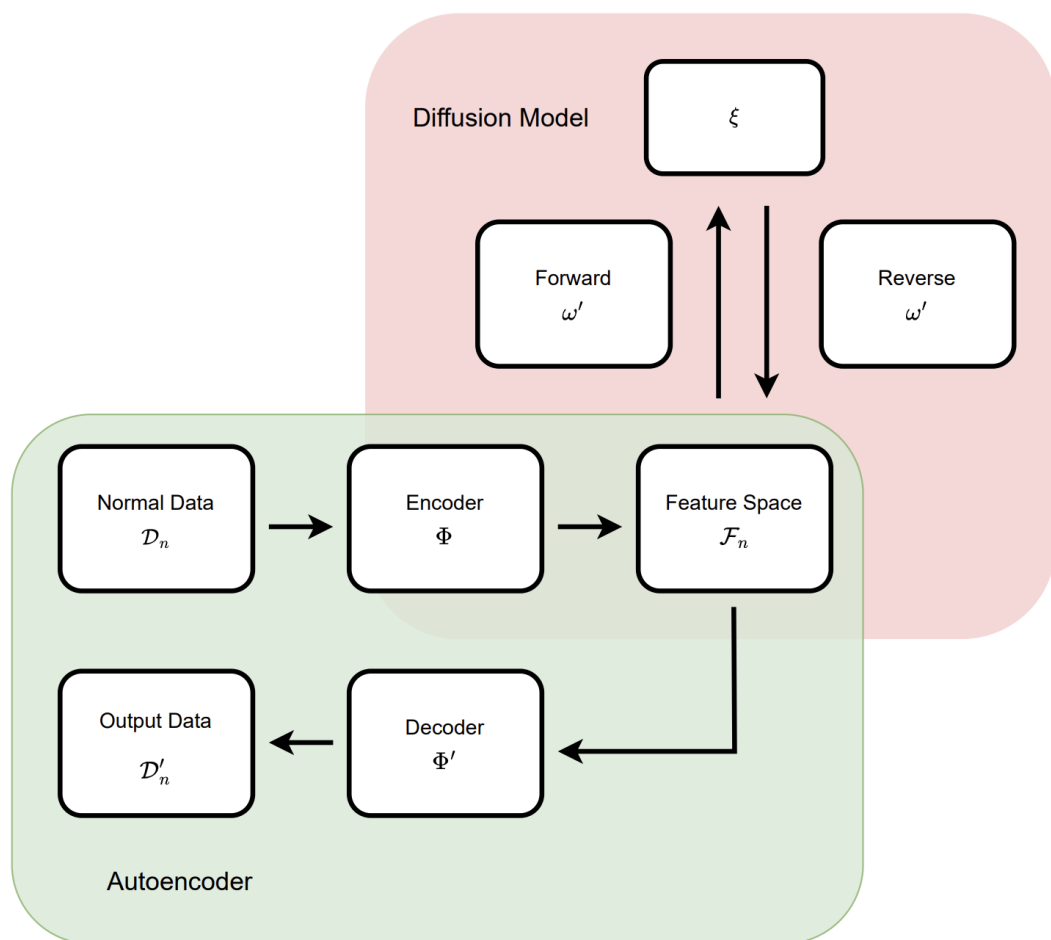 Diffusion Model
ξ
Forward
ω′
Reverse
ω′
Normal Data
𝒟ₙ
Encoder
Φ
Feature Space
ℱₙ
Output Data
𝒟′ₙ
Decoder
Φ′
Autoencoder